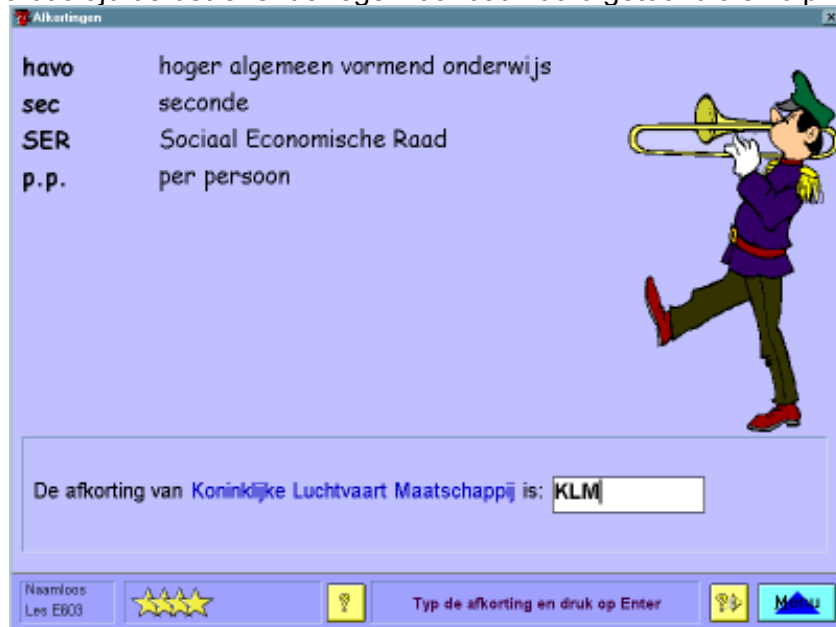 Afkortingen
havo hoger algemeen vormend onderwijs
sec seconde
SER Sociaal Economische Raad
p.p. per persoon
De afkorting van Koninklijke Luchtvaart Maatschappij is: KLM
Naamloos
Les E603
? Typ de afkorting en druk op Enter ? Menu